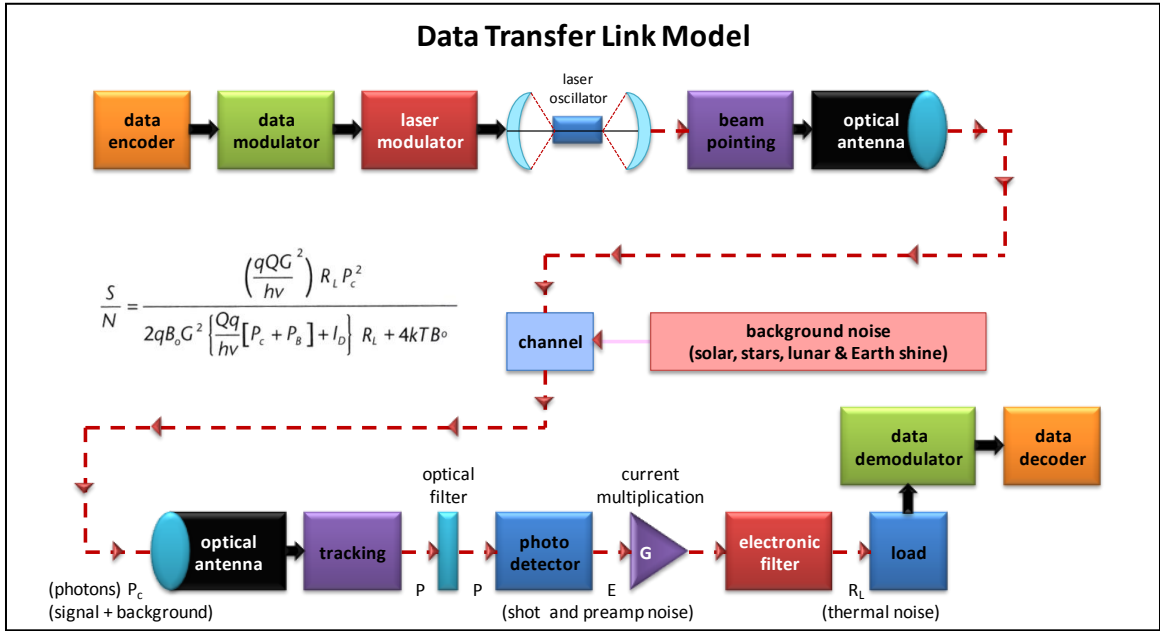 Data Transfer Link Model
laser
oscillator
data
encoder
data
modulator
laser
modulator
beam
pointing
optical
antenna
S/N = (qQG²/hν) R_L P_c² / 2qB_oG² {Qq/hν [P_c + P_B] + I_D} R_L + 4kTB_o
channel
background noise
(solar, stars, lunar & Earth shine)
data
demodulator
data
decoder
optical
filter
current
multiplication
optical
antenna
tracking
photo
detector
G
electronic
filter
load
(photons) P_c
(signal + background)
P
P
E
(shot and preamp noise)
R_L
(thermal noise)